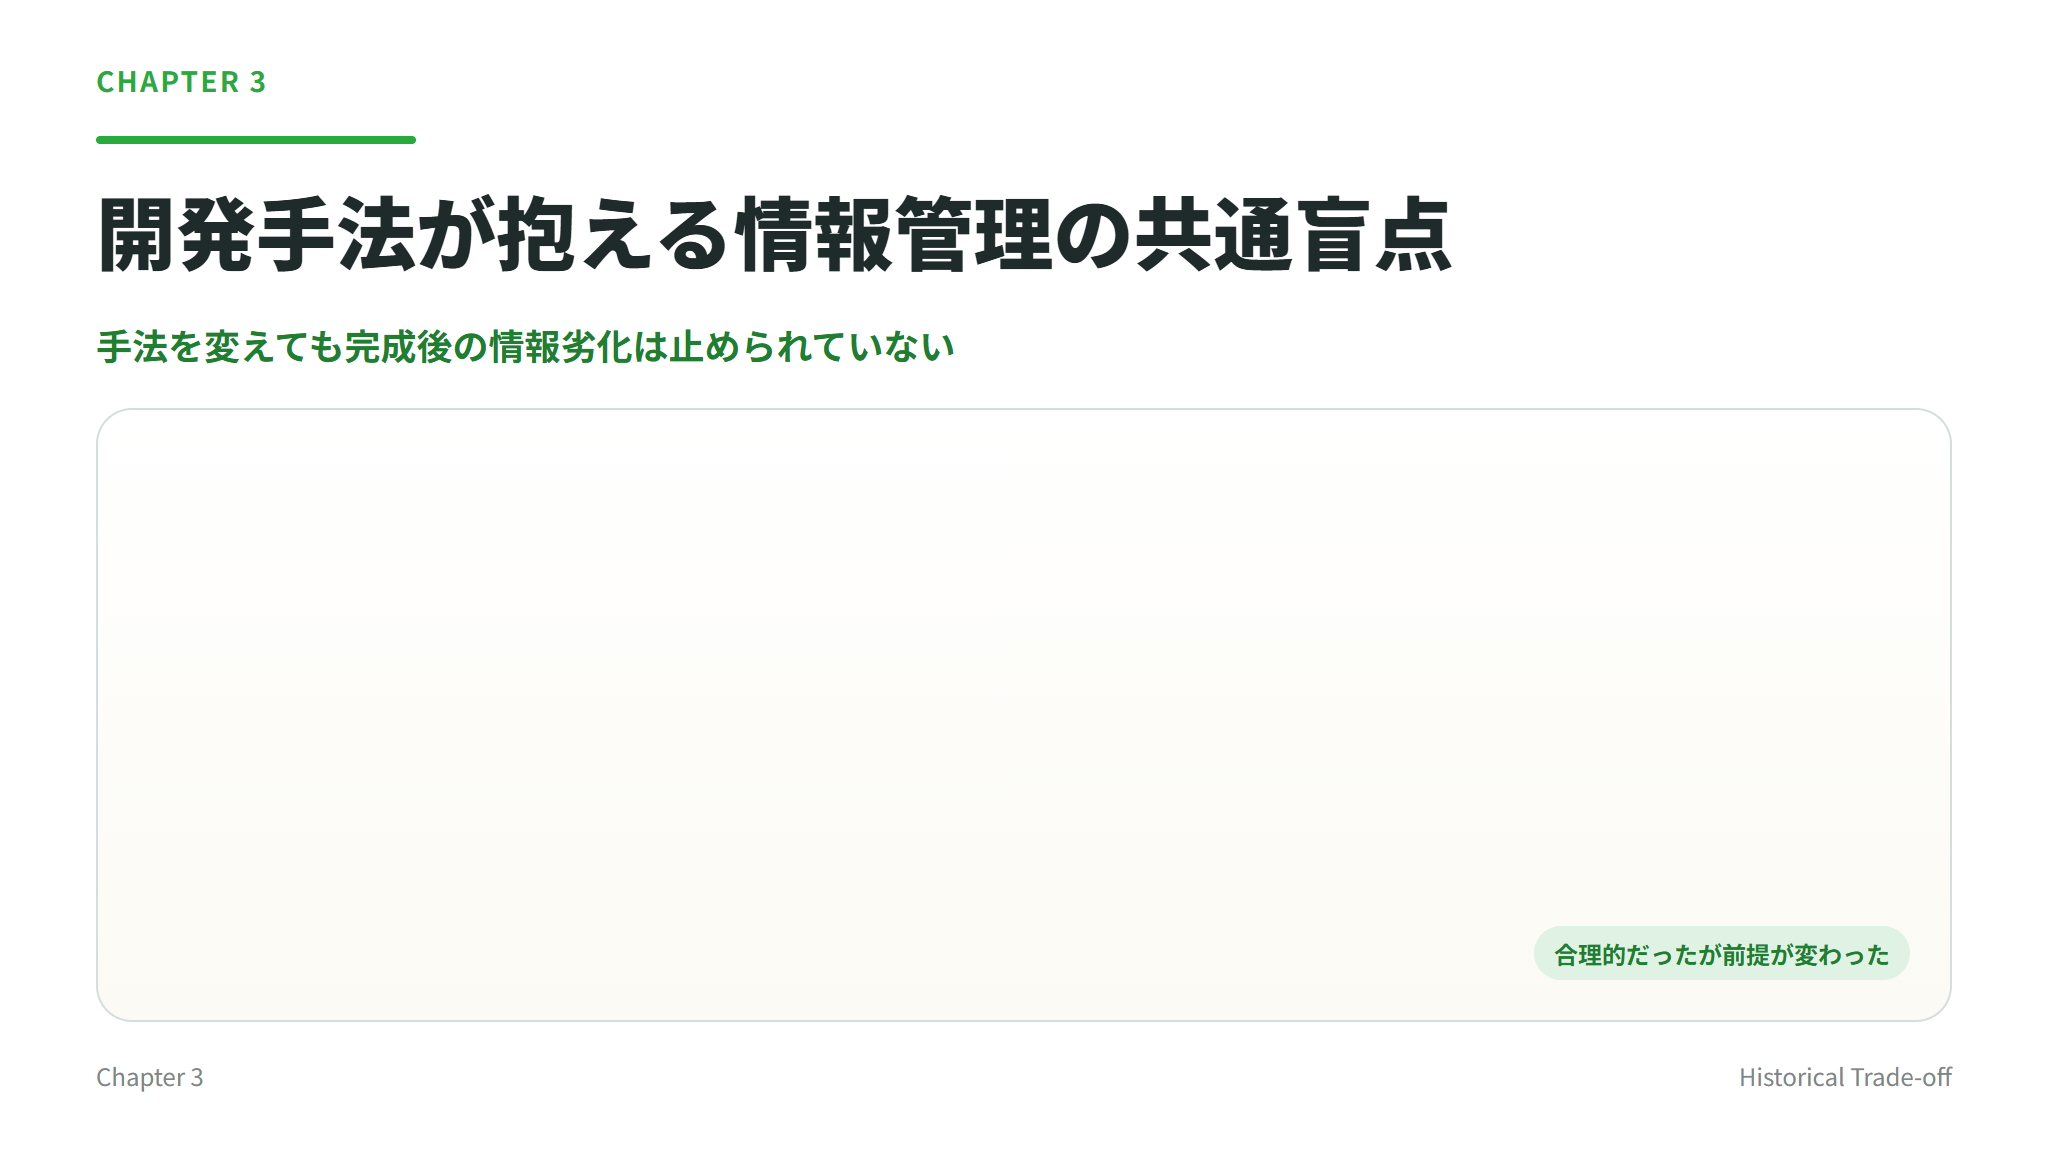 CHAPTER 3
開発手法が抱える情報管理の共通盲点
手法を変えても完成後の情報劣化は止められていない
合理的だったが前提が変わった
Chapter 3
Historical Trade-off